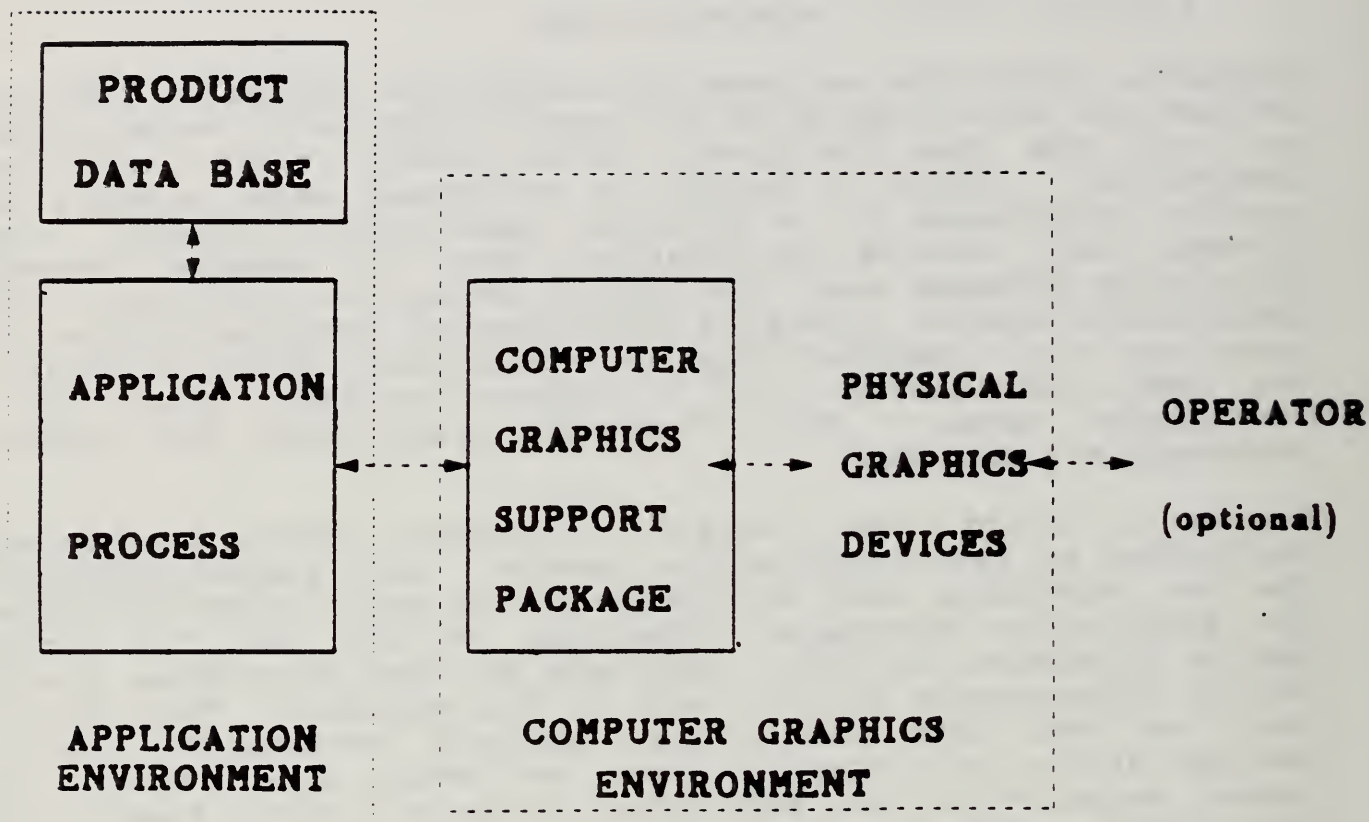 PRODUCT
DATA BASE
APPLICATION
PROCESS
APPLICATION
ENVIRONMENT
COMPUTER
GRAPHICS
SUPPORT
PACKAGE
PHYSICAL
GRAPHICS
DEVICES
COMPUTER GRAPHICS
ENVIRONMENT
OPERATOR
(optional)